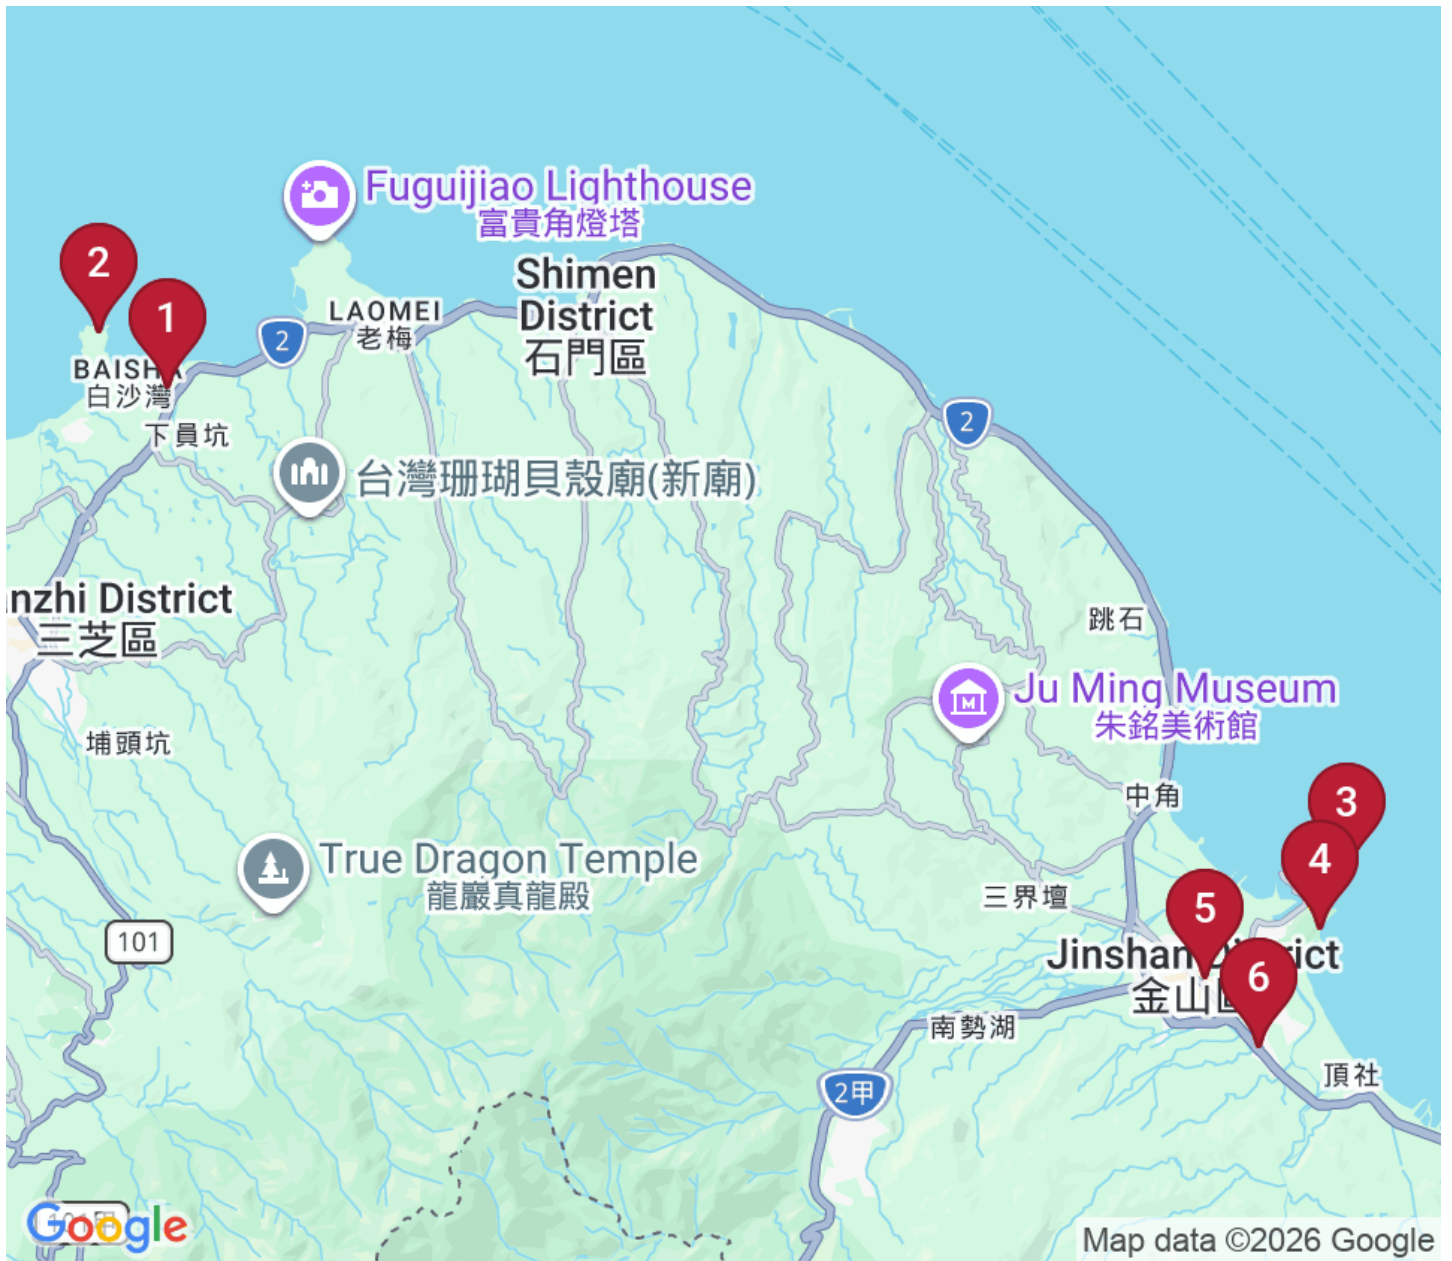 Fuguijiao Lighthouse
富貴角燈塔
2
1
Shimen
District
石門區
LAOMEI
老梅
2
BAISHA
白沙灣
下員坑
2
台灣珊瑚貝殼廟(新廟)
nzhi District
三芝區
跳石
Ju Ming Museum
朱銘美術館
埔頭坑
中角
3
True Dragon Temple
龍巖真龍殿
4
三界壇
5
101
Jinshan District
金山區
6
南勢湖
頂社
2甲
Google
Map data ©2026 Google